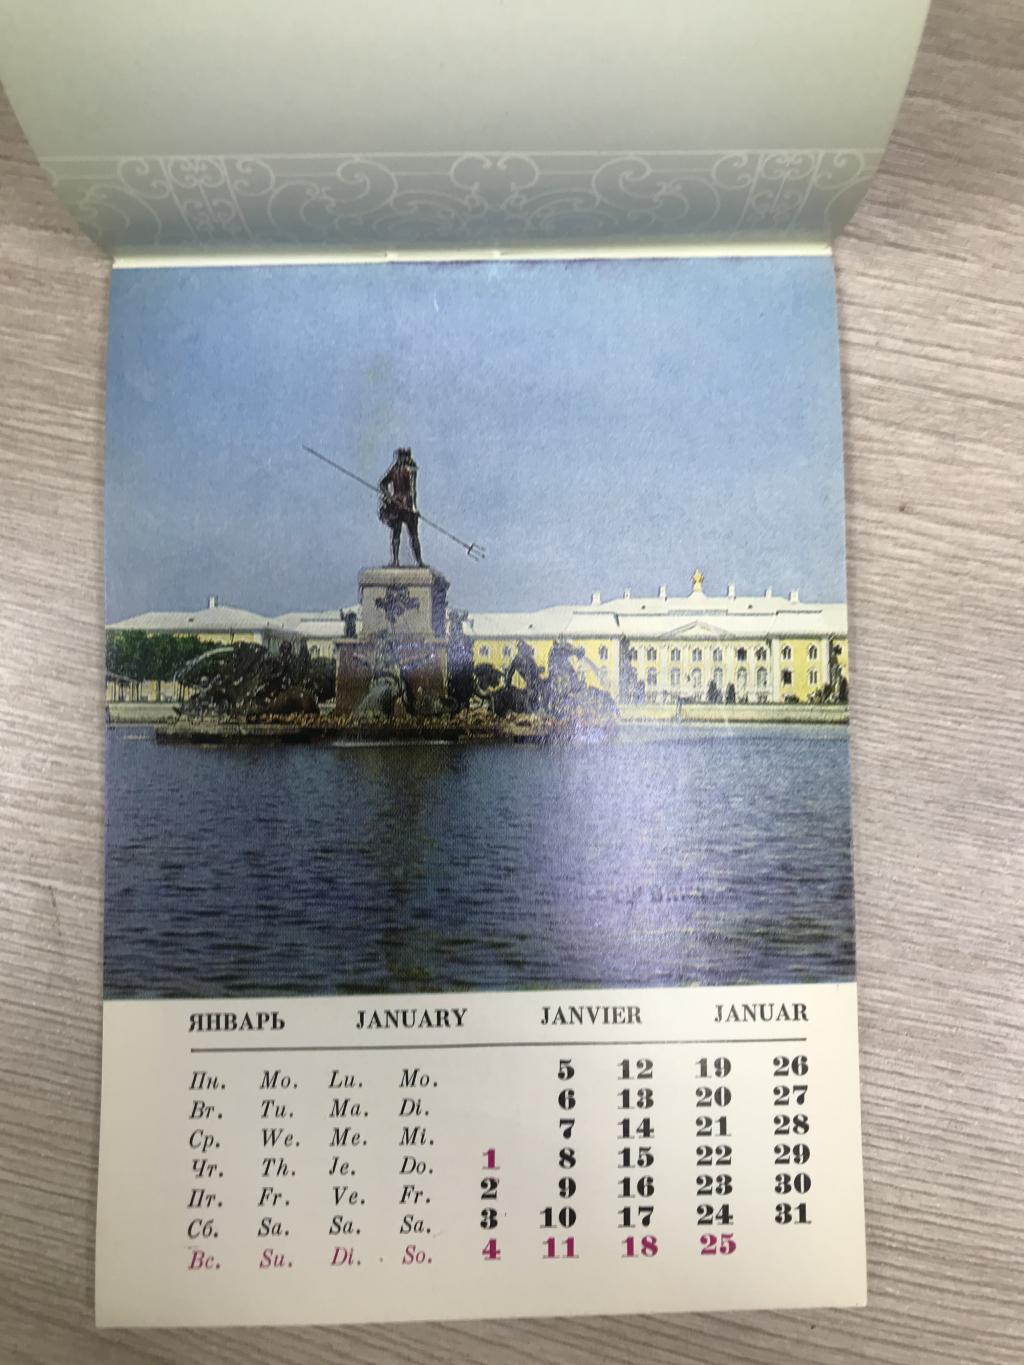 ЯНВАРЬ JANUARY JANVIER JANUAR
Пн. Mo. Lu. Mo. 5 12 19 26
Вт. Tu. Ma. Di. 6 13 20 27
Ср. We. Me. Mi. 7 14 21 28
Чт. Th. Je. Do. 1 8 15 22 29
Пт. Fr. Ve. Fr. 2 9 16 23 30
Сб. Sa. Sa. Sa. 3 10 17 24 31
Вс. Su. Di. So. 4 11 18 25